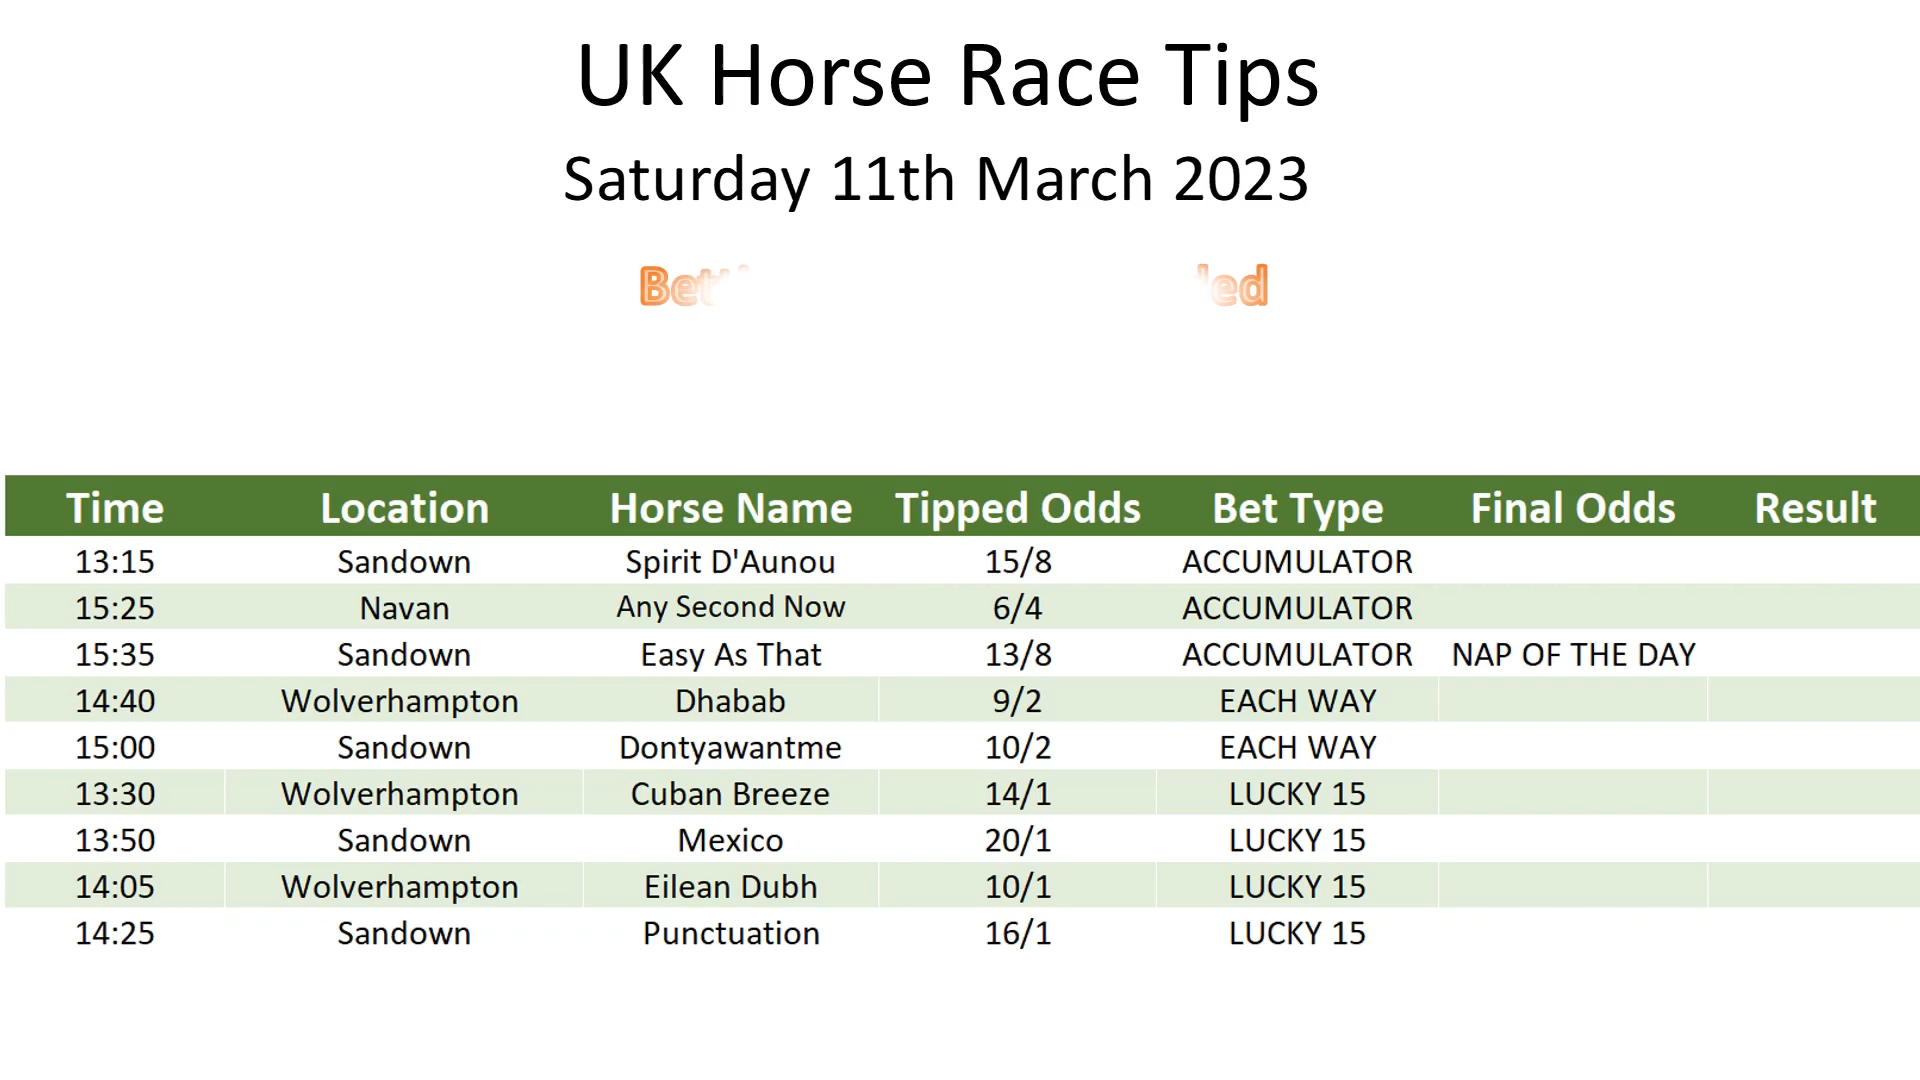 UK Horse Race Tips
Saturday 11th March 2023
Time Location Horse Name Tipped Odds Bet Type Final Odds Result
13:15 Sandown Spirit D'Aunou 15/8 ACCUMULATOR
15:25 Navan Any Second Now 6/4 ACCUMULATOR
15:35 Sandown Easy As That 13/8 ACCUMULATOR NAP OF THE DAY
14:40 Wolverhampton Dhabab 9/2 EACH WAY
15:00 Sandown Dontyawantme 10/2 EACH WAY
13:30 Wolverhampton Cuban Breeze 14/1 LUCKY 15
13:50 Sandown Mexico 20/1 LUCKY 15
14:05 Wolverhampton Eilean Dubh 10/1 LUCKY 15
14:25 Sandown Punctuation 16/1 LUCKY 15